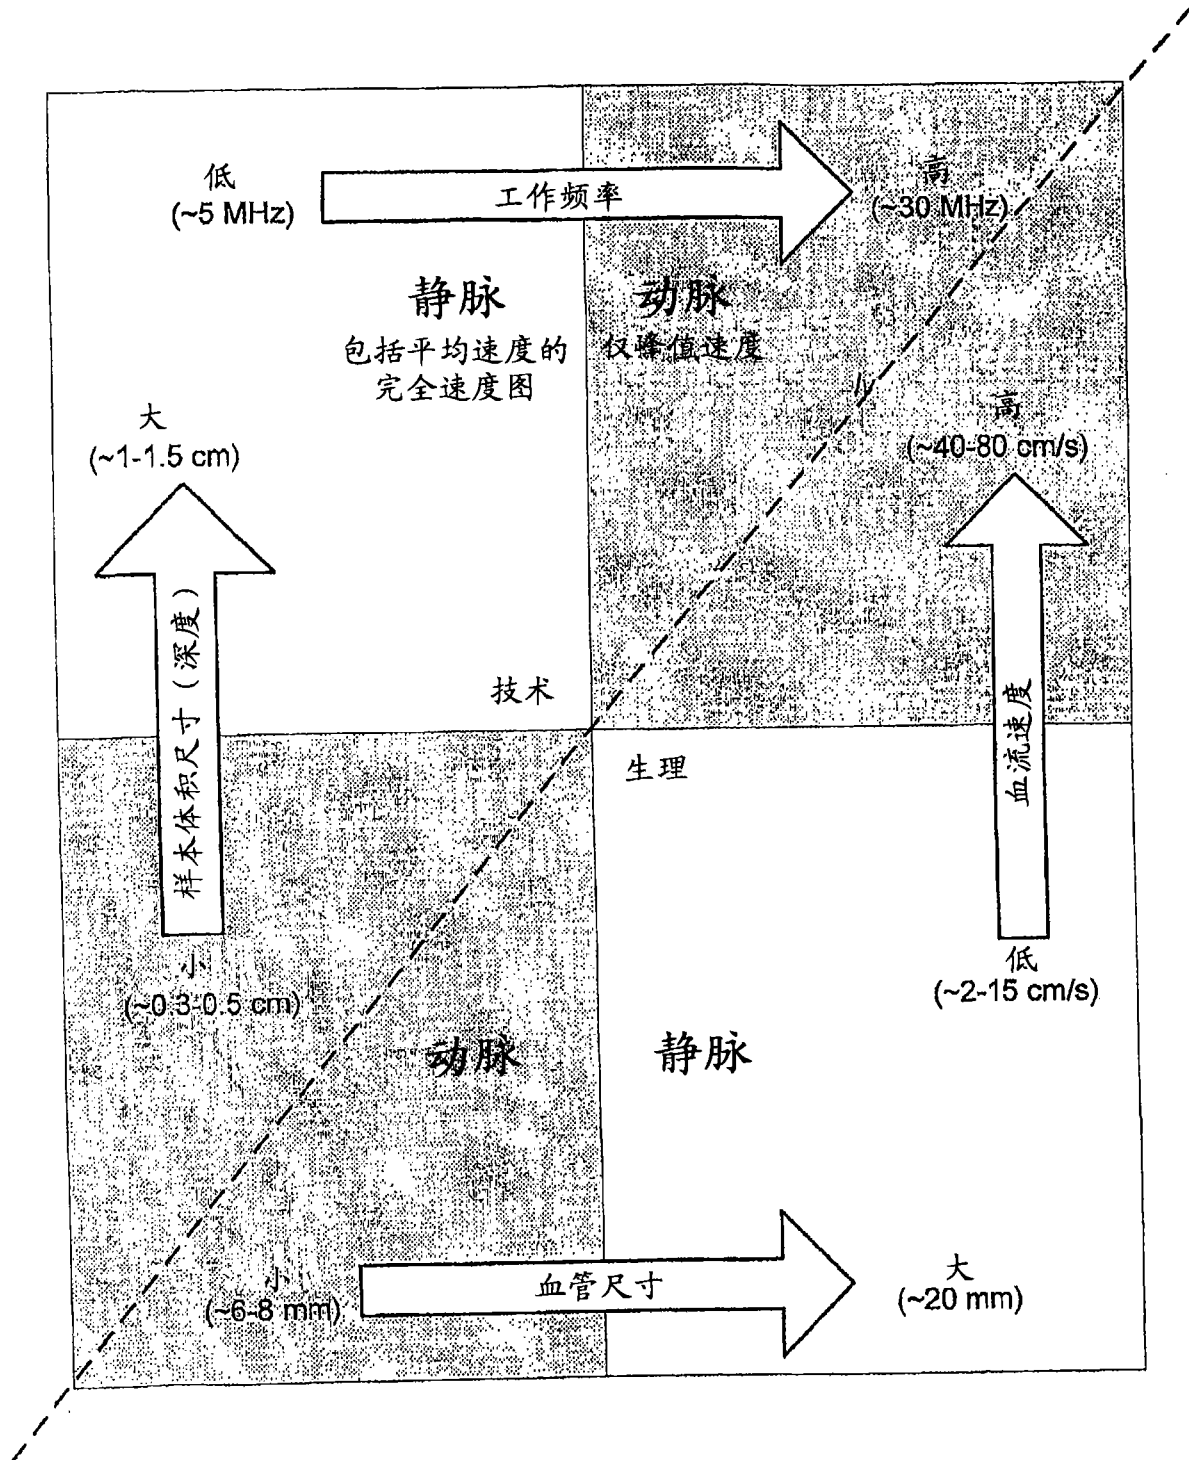 低
(~5 MHz)
工作频率
高
(~30 MHz)
静脉
包括平均速度的
完全速度图
动脉
仅峰值速度
大
(~1-1.5 cm)
样本体积尺寸(深度)
小
(~0.3-0.5 cm)
高
(~40-80 cm/s)
血流速度
低
(~2-15 cm/s)
技术
生理
动脉
静脉
小
(~6-8 mm)
血管尺寸
大
(~20 mm)